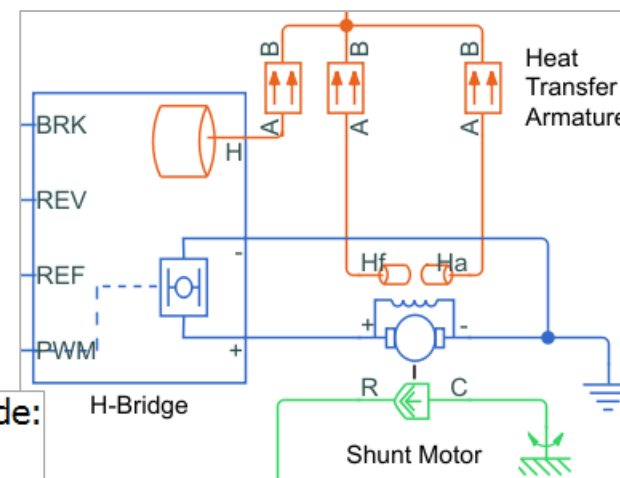 B
B
B
Heat
Transfer
Armature
A
A
A
BRK
H
REV
-
Hf
Ha
REF
+
-
PWM
+
de:
H-Bridge
R
C
Shunt Motor